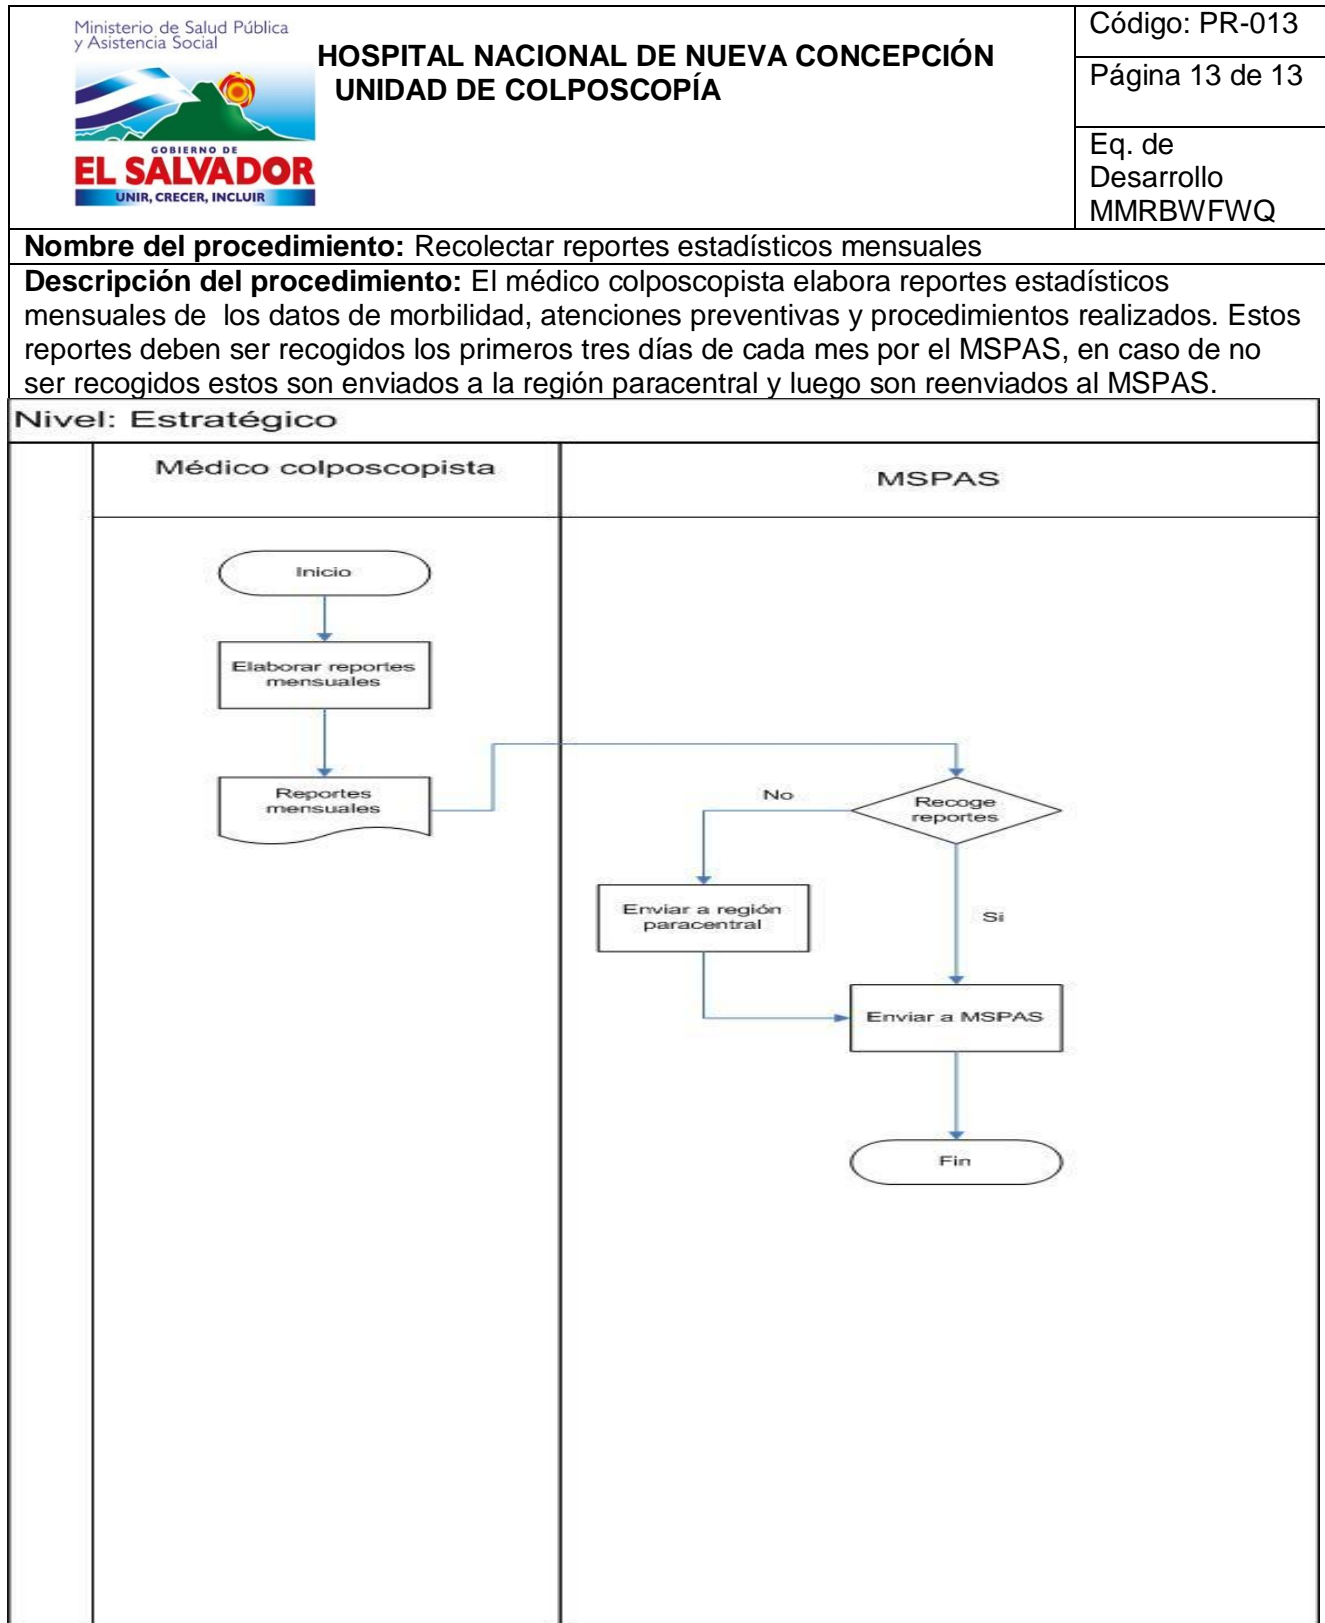 Ministerio de Salud Pública
y Asistencia Social
GOBIERNO DE
EL SALVADOR
UNIR, CRECER, INCLUIR
HOSPITAL NACIONAL DE NUEVA CONCEPCIÓN
UNIDAD DE COLPOSCOPÍA
Código: PR-013
Página 13 de 13
Eq. de
Desarrollo
MMRBWFWQ
Nombre del procedimiento: Recolectar reportes estadísticos mensuales
Descripción del procedimiento: El médico colposcopista elabora reportes estadísticos
mensuales de  los datos de morbilidad, atenciones preventivas y procedimientos realizados. Estos
reportes deben ser recogidos los primeros tres días de cada mes por el MSPAS, en caso de no
ser recogidos estos son enviados a la región paracentral y luego son reenviados al MSPAS.
Nivel: Estratégico
Médico colposcopista
MSPAS
Inicio
Elaborar reportes
mensuales
Reportes
mensuales
Recoge
reportes
No
Enviar a región
paracentral
Si
Enviar a MSPAS
Fin